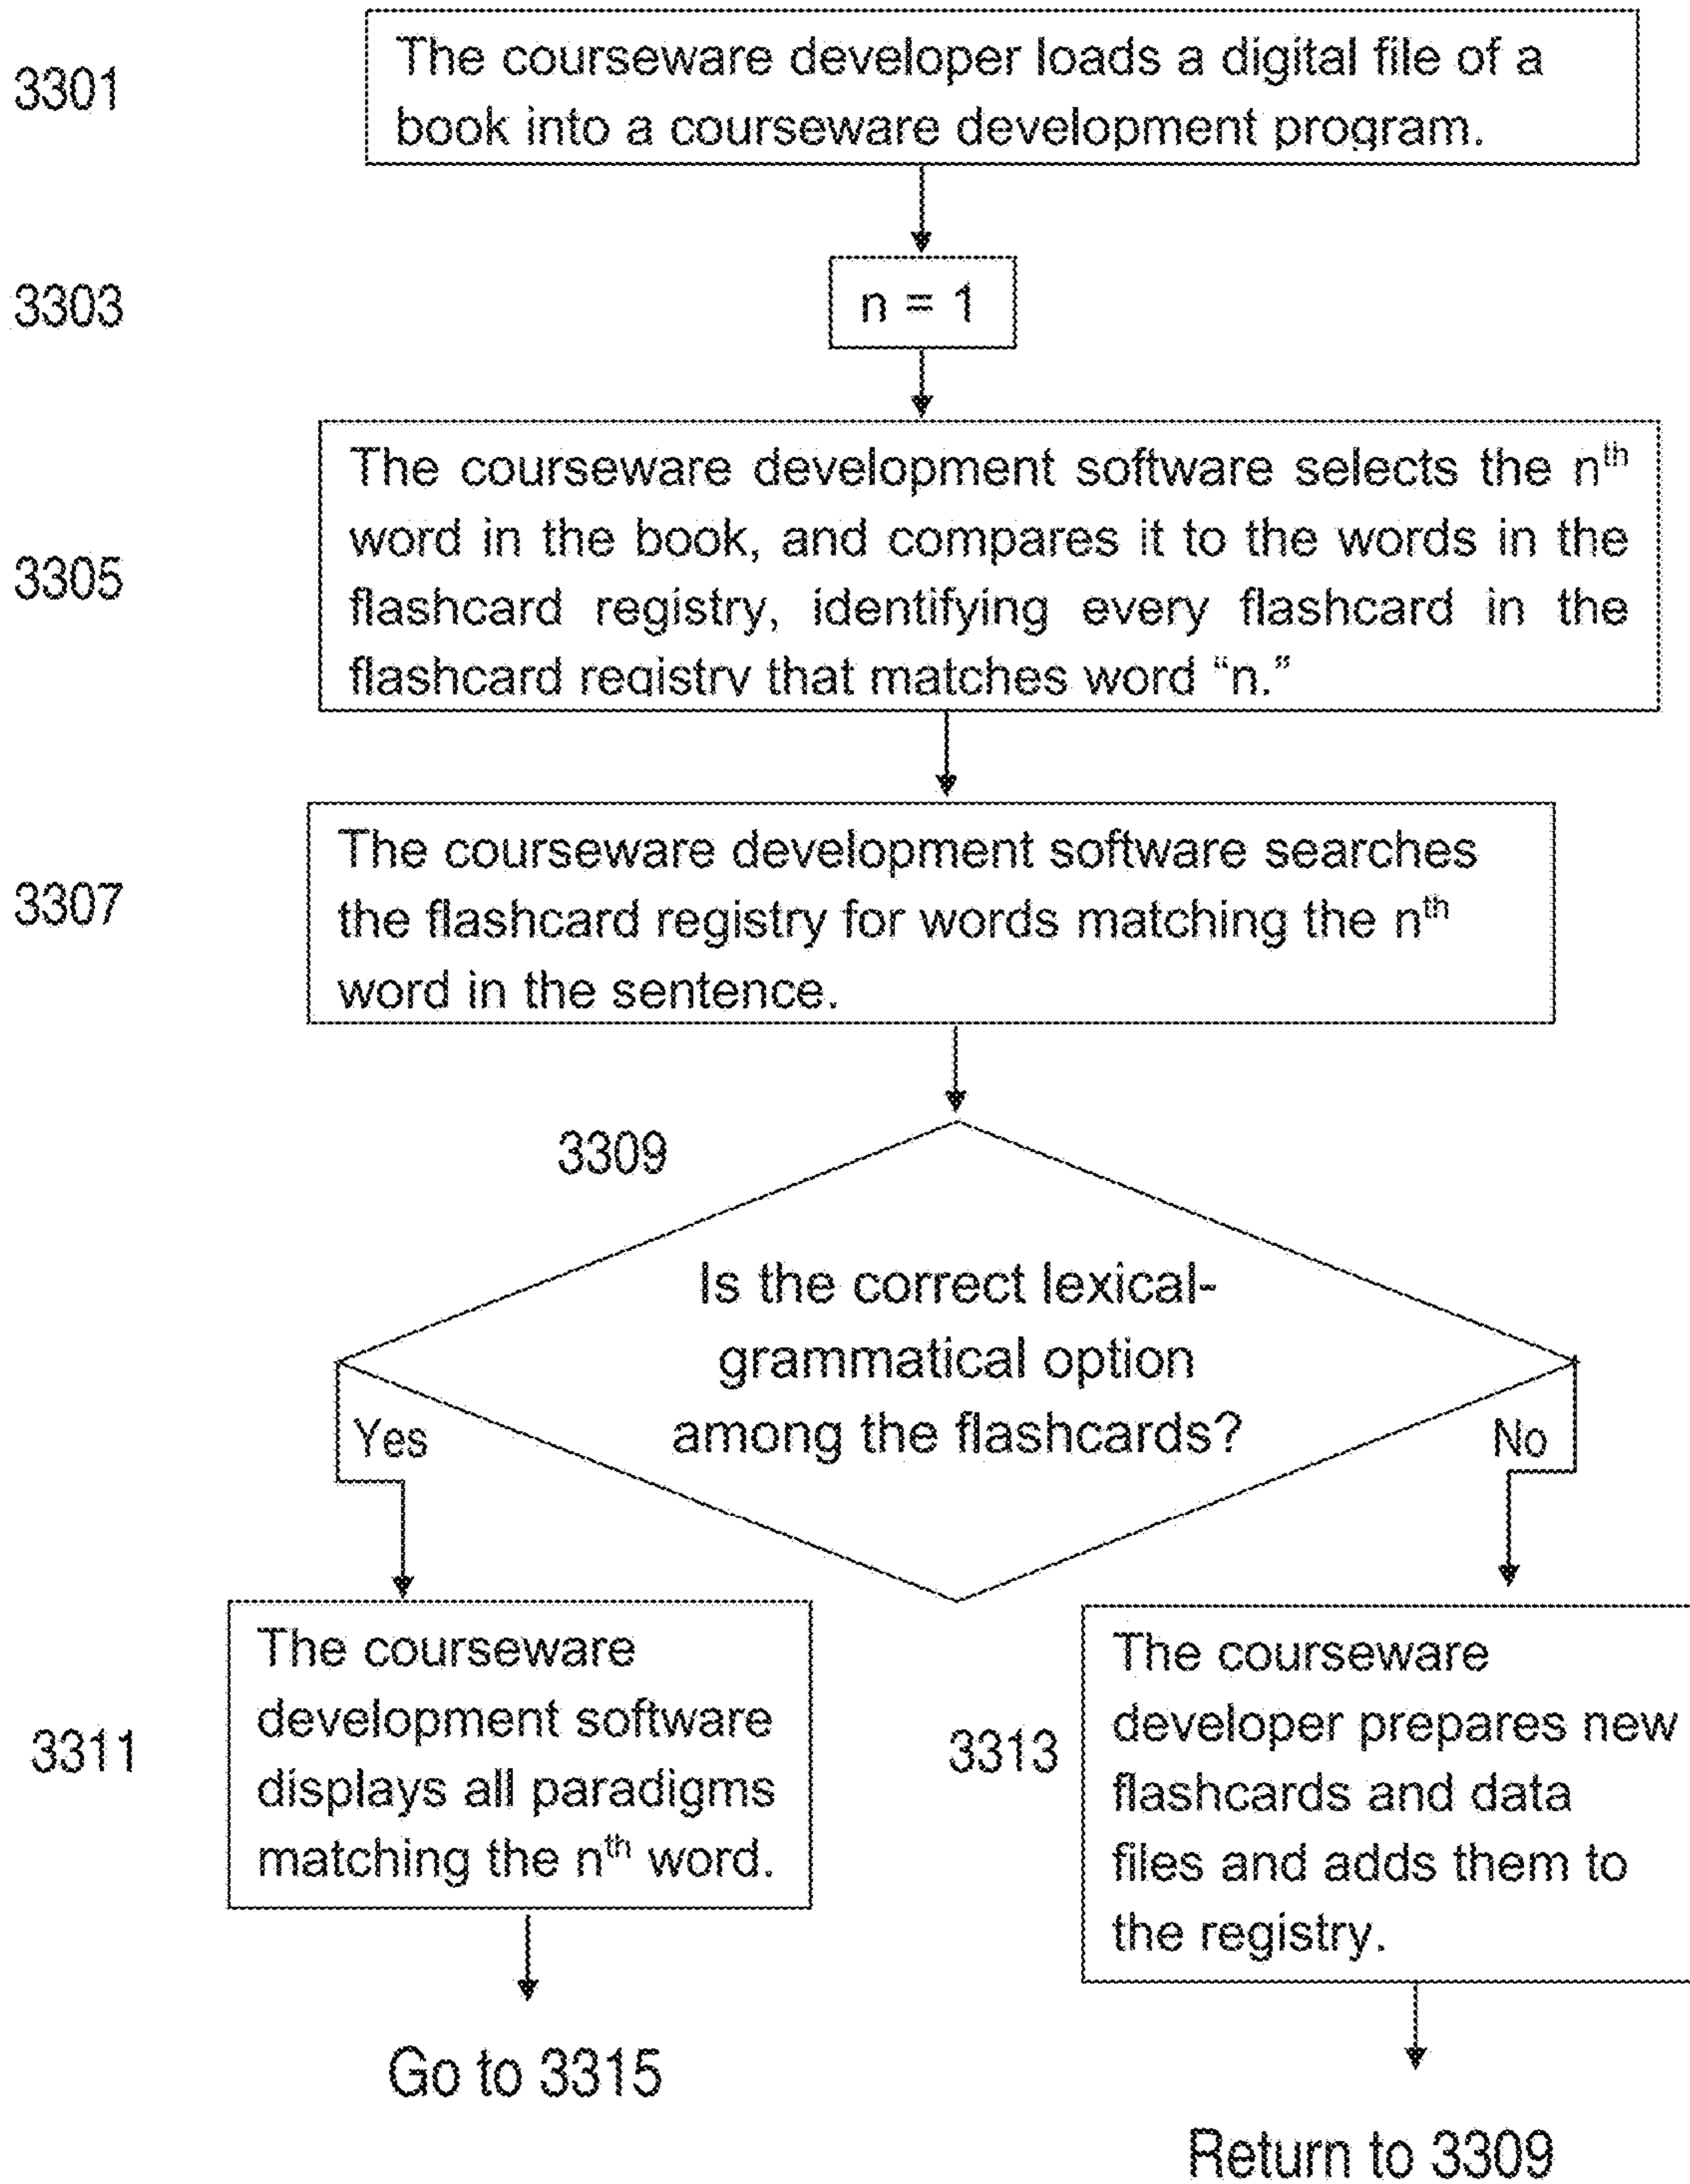 3301
The courseware developer loads a digital file of a
book into a courseware development program.
3303
n = 1
3305
The courseware development software selects the nth
word in the book, and compares it to the words in the
flashcard registry, identifying every flashcard in the
flashcard registry that matches word “n.”
3307
The courseware development software searches
the flashcard registry for words matching the nth
word in the sentence.
3309
Is the correct lexical-
grammatical option
among the flashcards?
Yes
No
3311
The courseware
development software
displays all paradigms
matching the nth word.
3313
The courseware
developer prepares new
flashcards and data
files and adds them to
the registry.
Go to 3315
Return to 3309